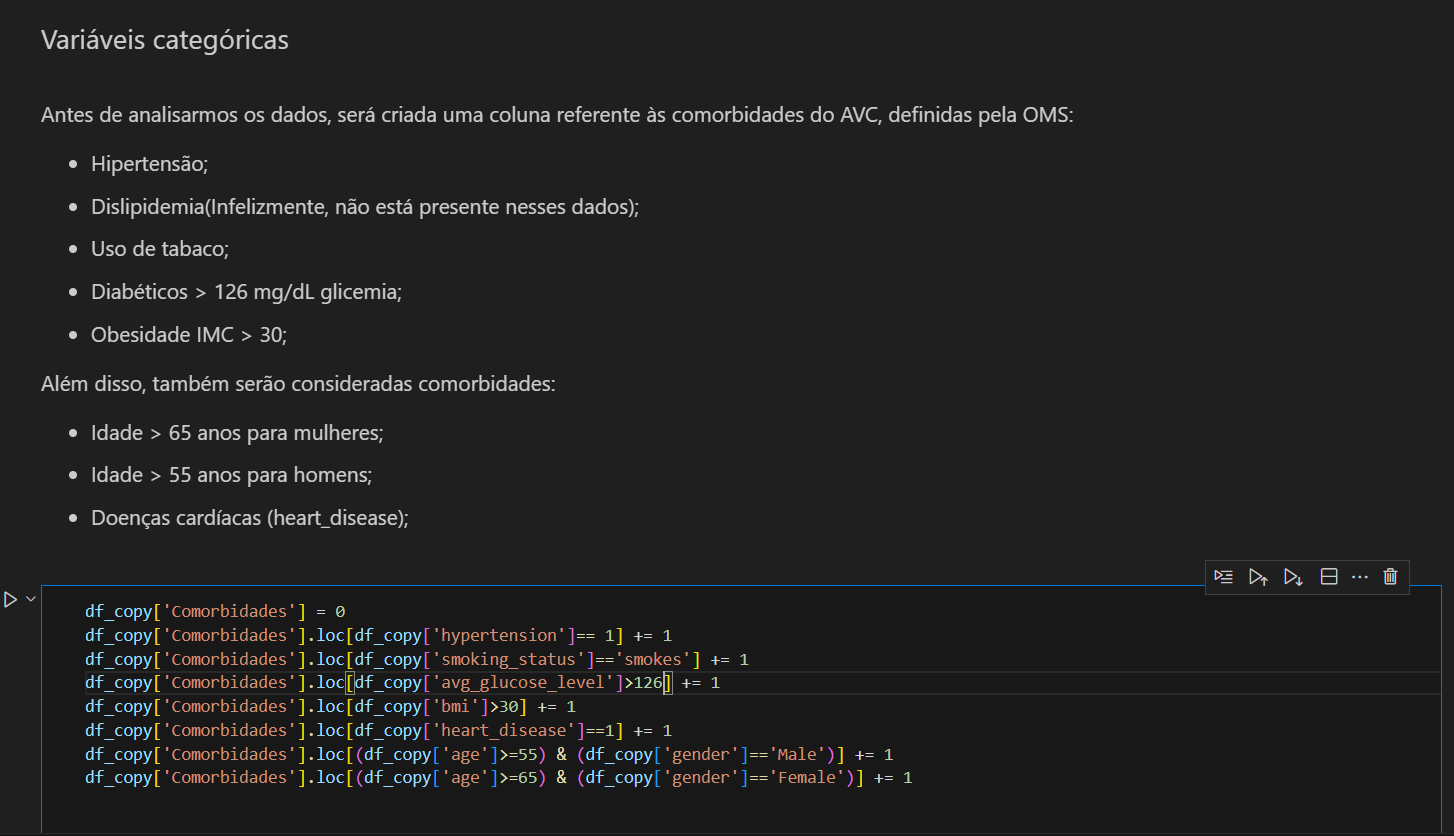 Variáveis categóricas
Antes de analisarmos os dados, será criada uma coluna referente às comorbidades do AVC, definidas pela OMS:
Hipertensão;
Dislipidemia(Infelizmente, não está presente nesses dados);
Uso de tabaco;
Diabéticos > 126 mg/dL glicemia;
Obesidade IMC > 30;
Além disso, também serão consideradas comorbidades:
Idade > 65 anos para mulheres;
Idade > 55 anos para homens;
Doenças cardíacas (heart_disease);
df_copy['Comorbidades'] = 0
df_copy['Comorbidades'].loc[df_copy['hypertension']== 1] += 1
df_copy['Comorbidades'].loc[df_copy['smoking_status']=='smokes'] += 1
df_copy['Comorbidades'].loc[df_copy['avg_glucose_level']>126] += 1
df_copy['Comorbidades'].loc[df_copy['bmi']>30] += 1
df_copy['Comorbidades'].loc[df_copy['heart_disease']==1] += 1
df_copy['Comorbidades'].loc[(df_copy['age']>=55) & (df_copy['gender']=='Male')] += 1
df_copy['Comorbidades'].loc[(df_copy['age']>=65) & (df_copy['gender']=='Female')] += 1